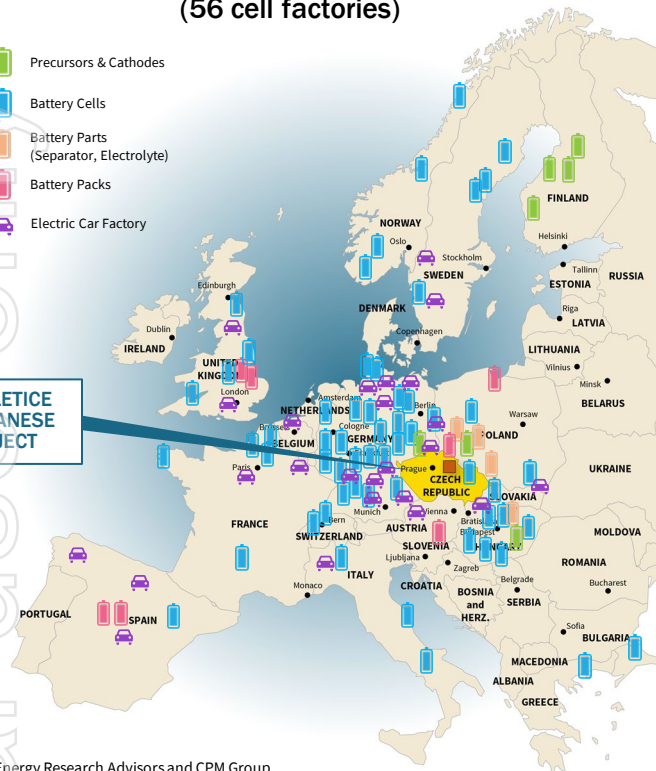 (56 cell factories)
Precursors & Cathodes
Battery Cells
Battery Parts
(Separator, Electrolyte)
Battery Packs
Electric Car Factory
FINLAND
NORWAY
Oslo
Helsinki
Stockholm
SWEDEN
Tallinn
ESTONIA
RUSSIA
Edinburgh
DENMARK
Riga
LATVIA
Dublin
IRELAND
Copenhagen
LITHUANIA
UNITED
KINGDOM
Vilnius
Minsk
London
Amsterdam
NETHERLANDS
Berlin
BELARUS
Warsaw
LETICE
ANESE
JECT
Brussels
BELGIUM
Cologne
GERMANY
POLAND
Paris
Prague
CZECH
REPUBLIC
UKRAINE
SLOVAKIA
Munich
Vienna
Bratislava
FRANCE
Bern
SWITZERLAND
AUSTRIA
Budapest
HUNGARY
MOLDOVA
SLOVENIA
Ljubljana
Zagreb
ROMANIA
ITALY
Monaco
CROATIA
BOSNIA
and
HERZ.
Belgrade
SERBIA
Bucharest
PORTUGAL
SPAIN
Sofia
BULGARIA
MACEDONIA
ALBANIA
GREECE
Energy Research Advisors and CPM Group